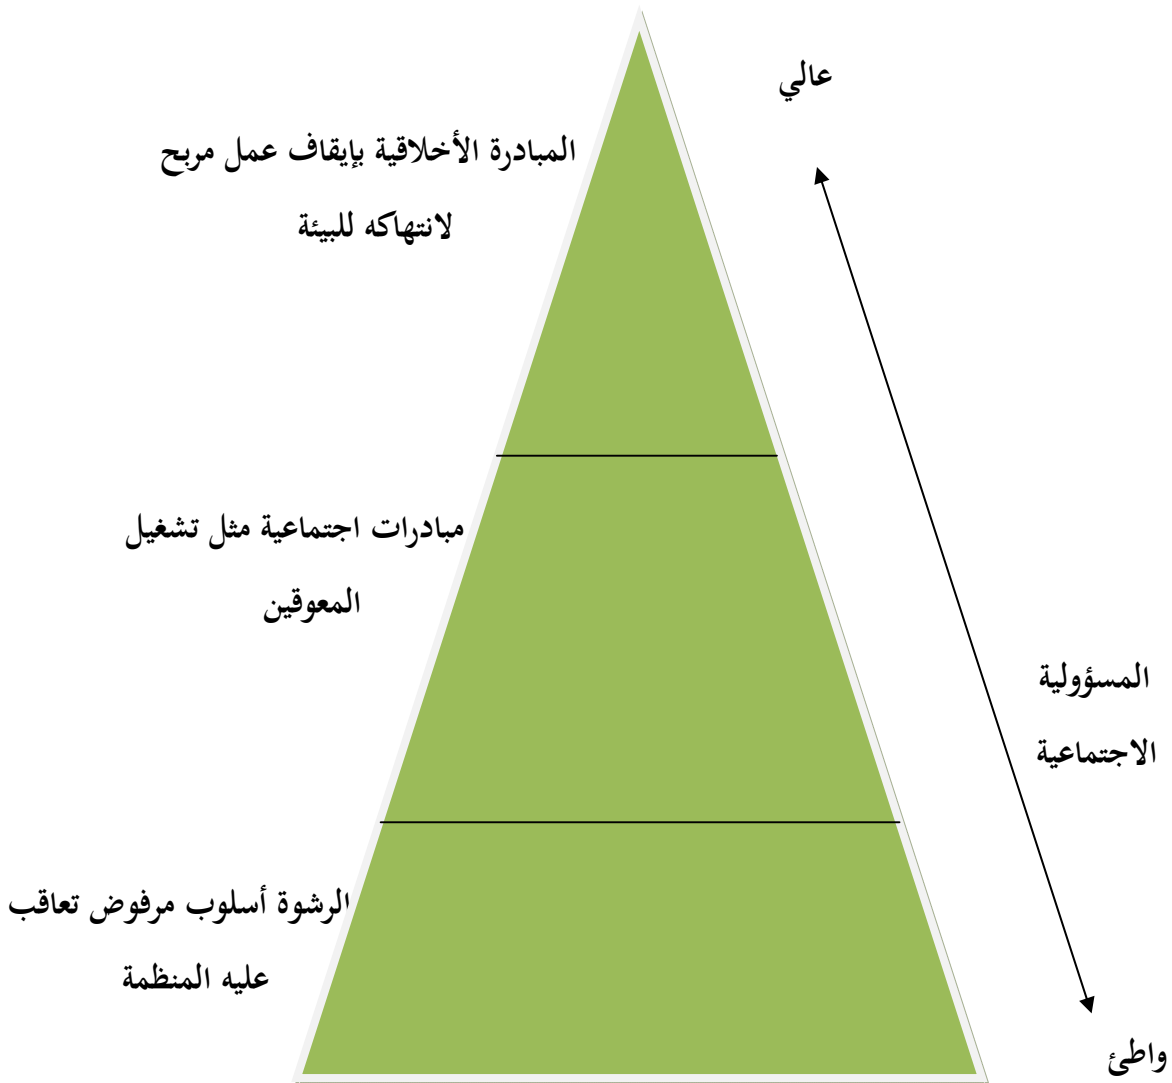 عالي
المبادرة الأخلاقية بإيقاف عمل مربح
لانتهاكه للبيئة
مبادرات اجتماعية مثل تشغيل
المعوقين
المسؤولية
الاجتماعية
الرشوة أسلوب مرفوض تعاقب
عليه المنظمة
واطئ